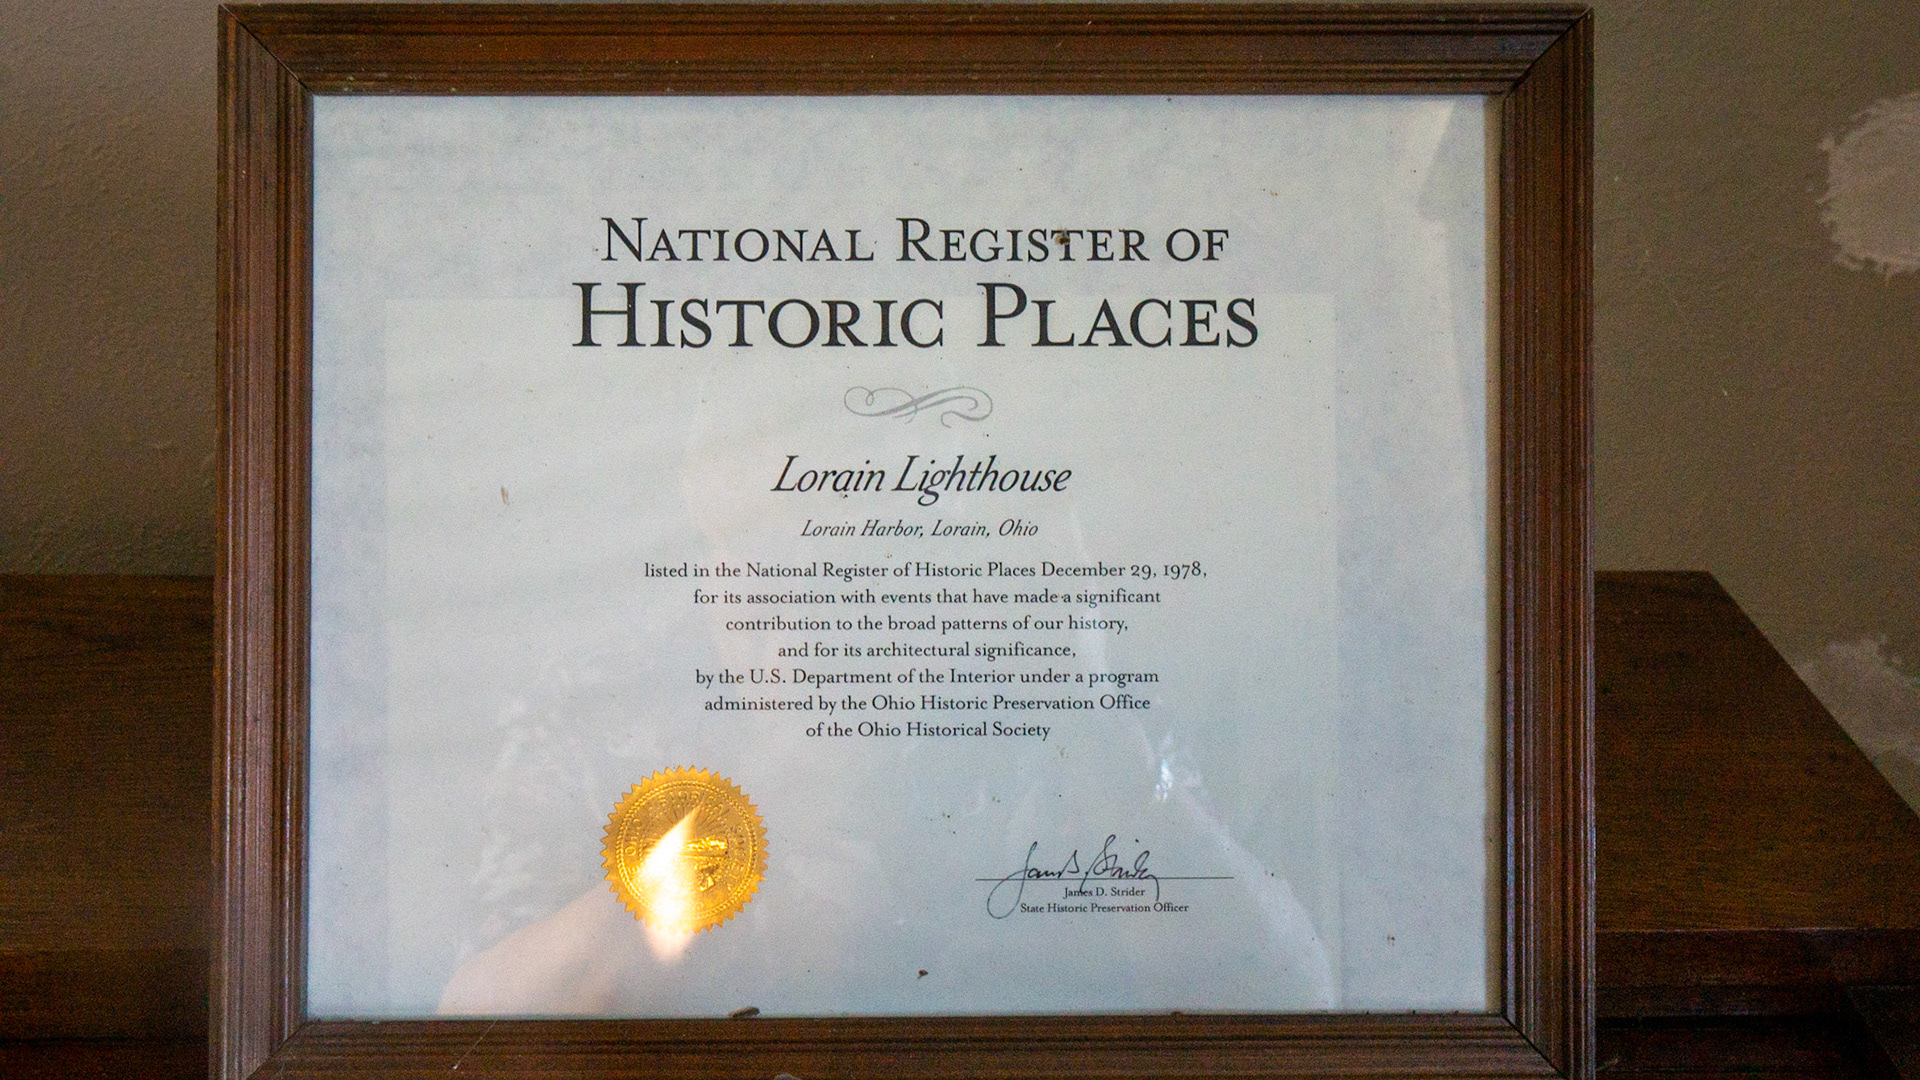 NATIONAL REGISTER OF
HISTORIC PLACES
Lorain Lighthouse
Lorain Harbor, Lorain, Ohio
listed in the National Register of Historic Places December 29, 1978,
for its association with events that have made a significant
contribution to the broad patterns of our history,
and for its architectural significance,
by the U.S. Department of the Interior under a program
administered by the Ohio Historic Preservation Office
of the Ohio Historical Society
James D. Strider
State Historic Preservation Officer